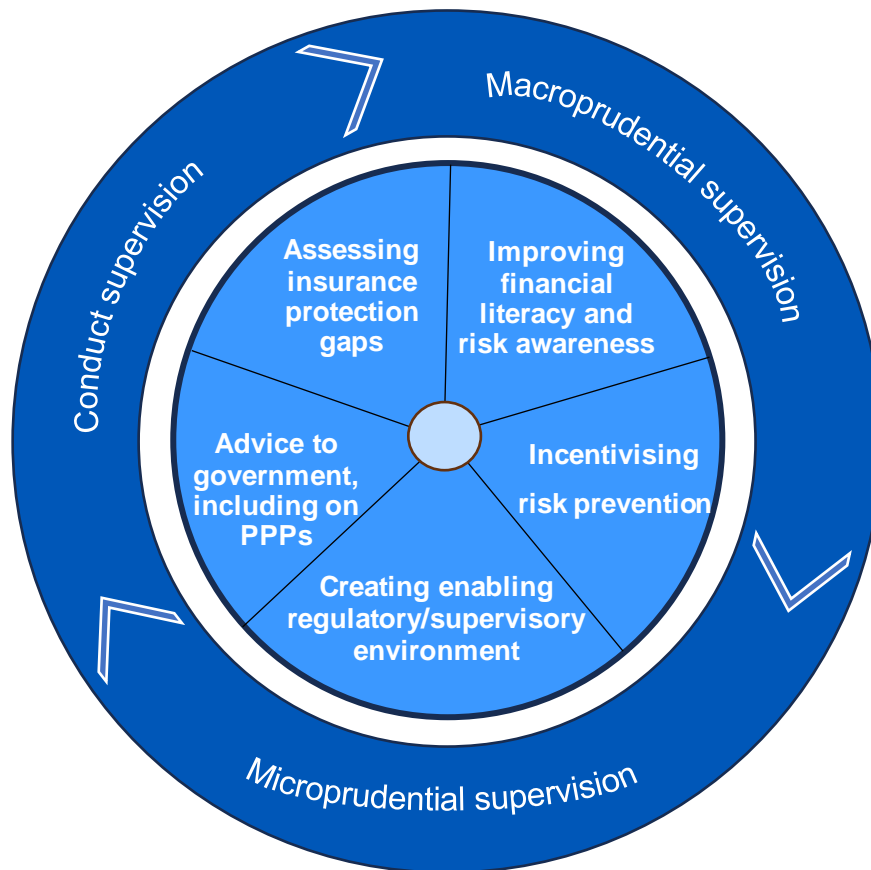 Conduct supervision
Macroprudential supervision
Assessing
insurance
protection
gaps
Improving
financial
literacy and
risk awareness
Advice to
government,
including on
PPPs
Incentivising
risk prevention
Creating enabling
regulatory/supervisory
environment
Microprudential supervision